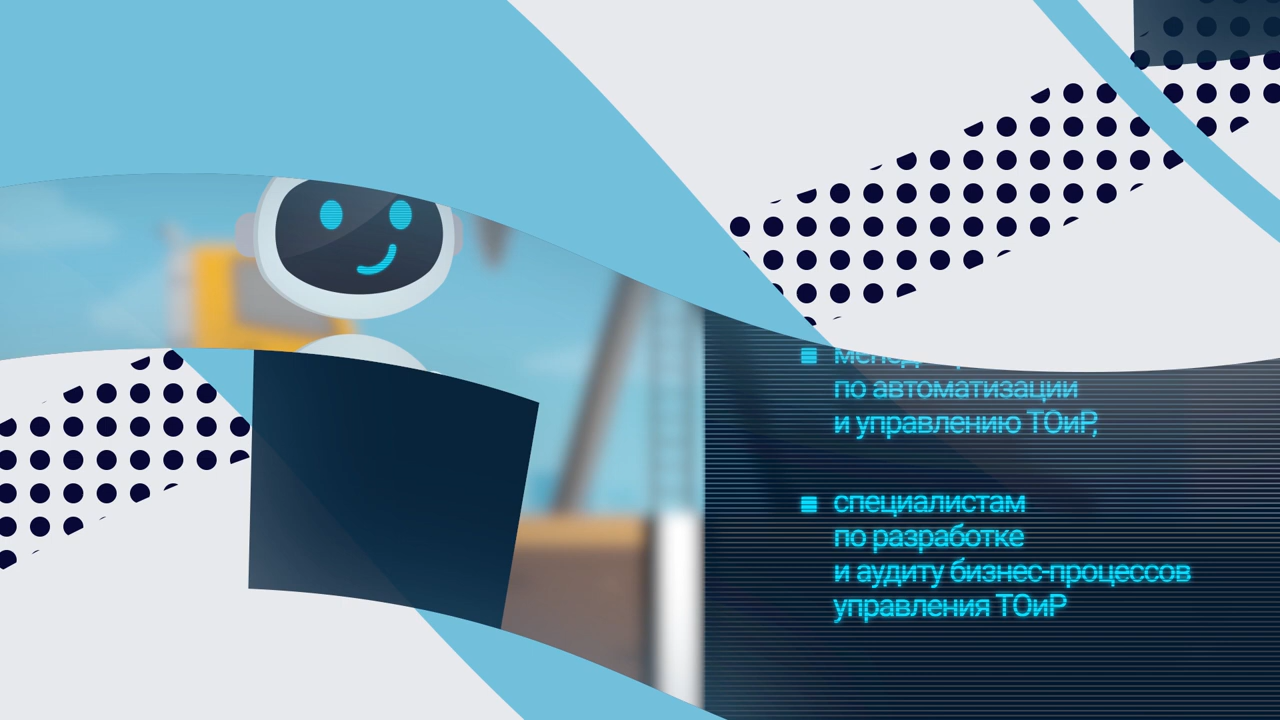 по автоматизации
и управлению ТОиР,
специалистам
по разработке
и аудиту бизнес-процессов
управления ТОиР